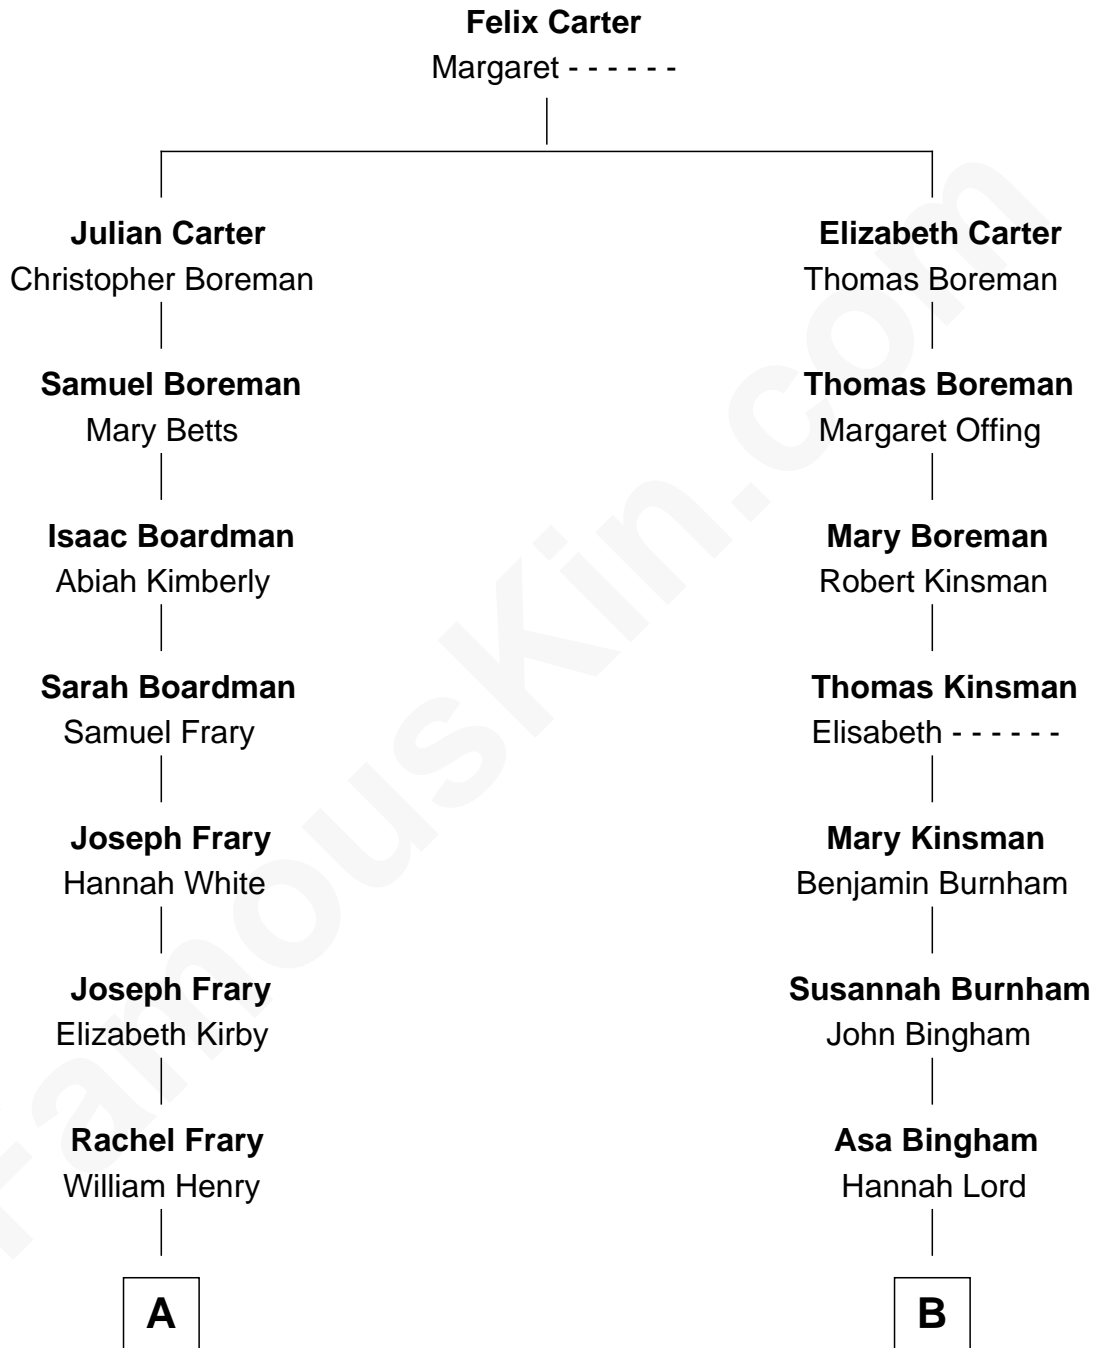 Felix Carter
Margaret - - - - - -
Julian Carter
Christopher Boreman
Elizabeth Carter
Thomas Boreman
Samuel Boreman
Mary Betts
Thomas Boreman
Margaret Offing
Isaac Boardman
Abiah Kimberly
Mary Boreman
Robert Kinsman
Sarah Boardman
Samuel Frary
Thomas Kinsman
Elisabeth - - - - - -
Joseph Frary
Hannah White
Mary Kinsman
Benjamin Burnham
Joseph Frary
Elizabeth Kirby
Susannah Burnham
John Bingham
Rachel Frary
William Henry
Asa Bingham
Hannah Lord
A
B
FamousKin.com